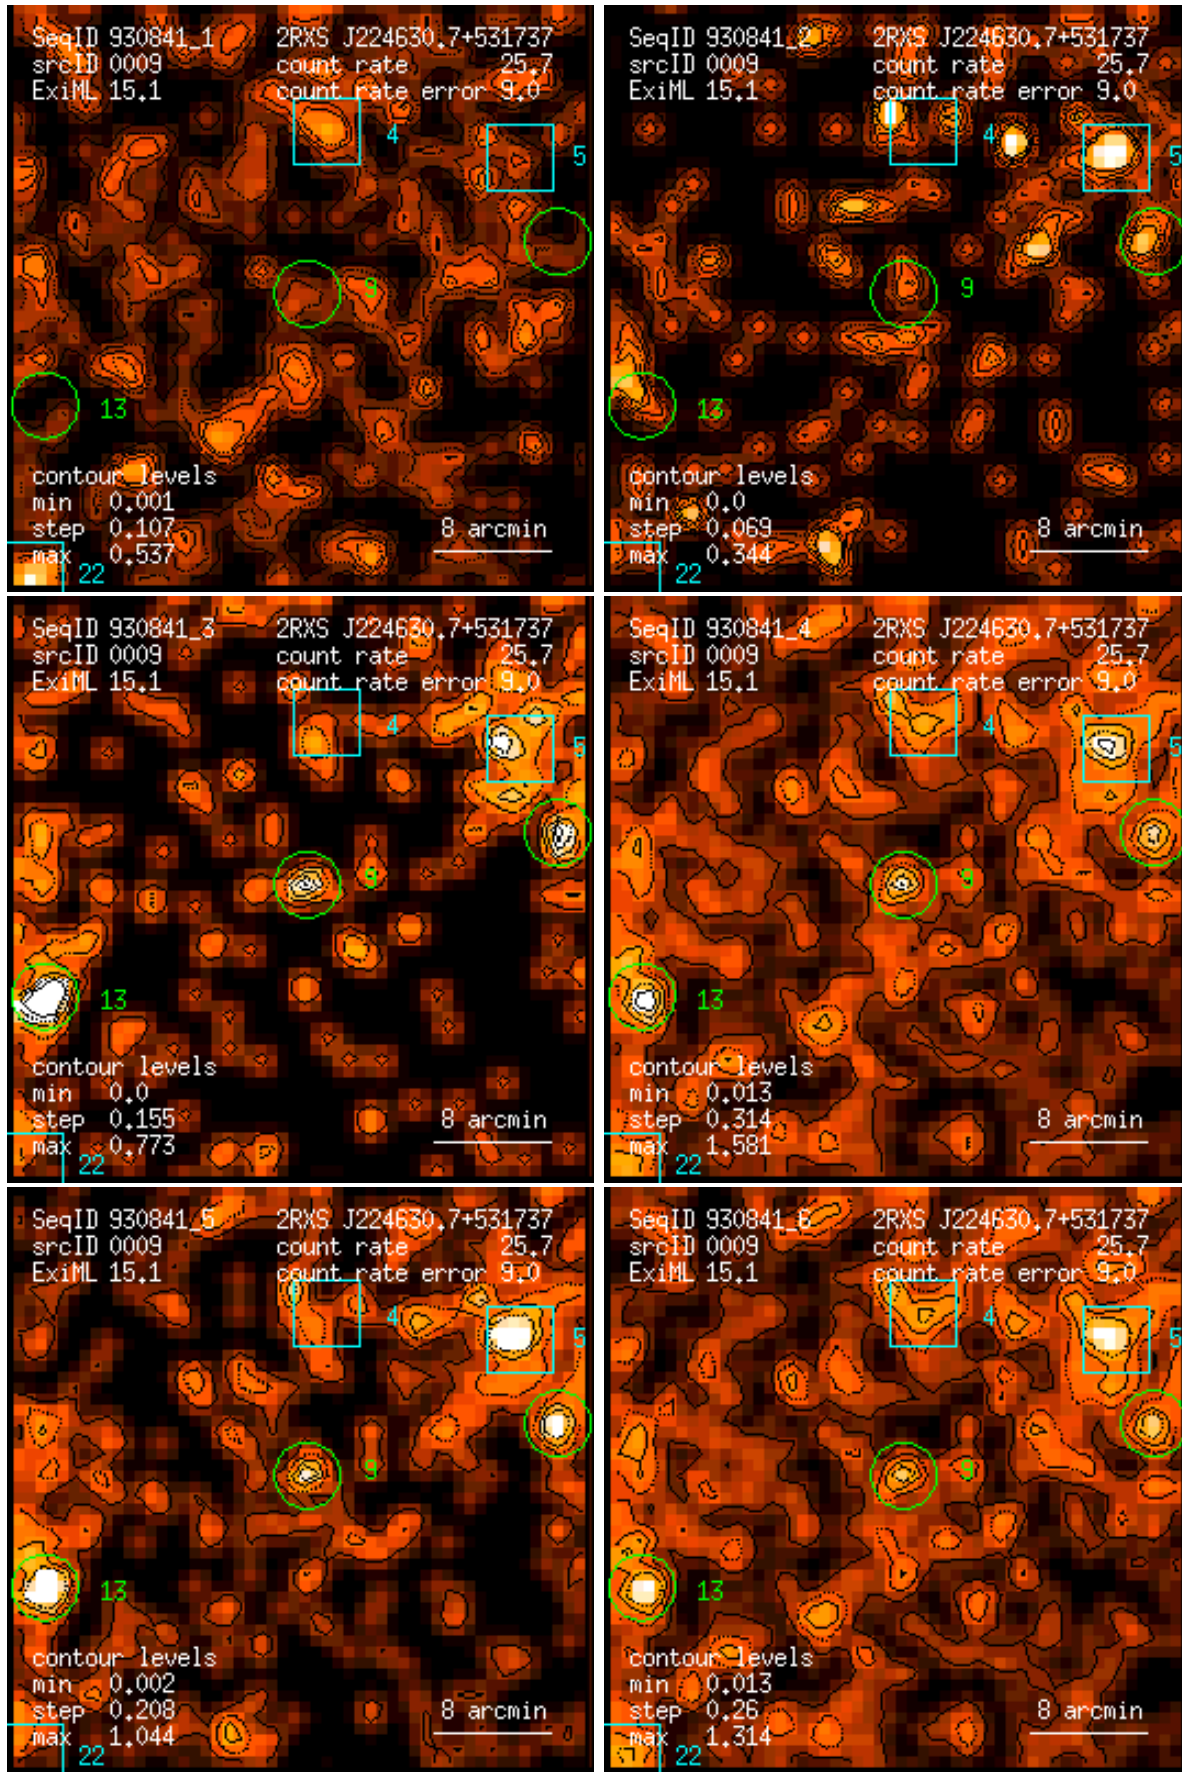 SeqID 930841_1 2RXS J224630.7+531737
srcID 0009 count rate 25.7
ExiML 15.1 count rate error 9.0
4
5
9
13
contour levels
min 0.001
step 0.107
max 0.537
8 arcmin
22
SeqID 930841_2 2RXS J224630.7+531737
srcID 0009 count rate 25.7
ExiML 15.1 count rate error 9.0
4
5
9
13
contour levels
min 0.0
step 0.069
max 0.344
8 arcmin
22
SeqID 930841_3 2RXS J224630.7+531737
srcID 0009 count rate 25.7
ExiML 15.1 count rate error 9.0
4
5
9
13
contour levels
min 0.0
step 0.155
max 0.773
8 arcmin
22
SeqID 930841_4 2RXS J224630.7+531737
srcID 0009 count rate 25.7
ExiML 15.1 count rate error 9.0
4
5
9
13
contour levels
min 0.013
step 0.314
max 1.581
8 arcmin
22
SeqID 930841_5 2RXS J224630.7+531737
srcID 0009 count rate 25.7
ExiML 15.1 count rate error 9.0
4
5
9
13
contour levels
min 0.002
step 0.208
max 1.044
8 arcmin
22
SeqID 930841_6 2RXS J224630.7+531737
srcID 0009 count rate 25.7
ExiML 15.1 count rate error 9.0
4
5
9
13
contour levels
min 0.013
step 0.26
max 1.314
8 arcmin
22